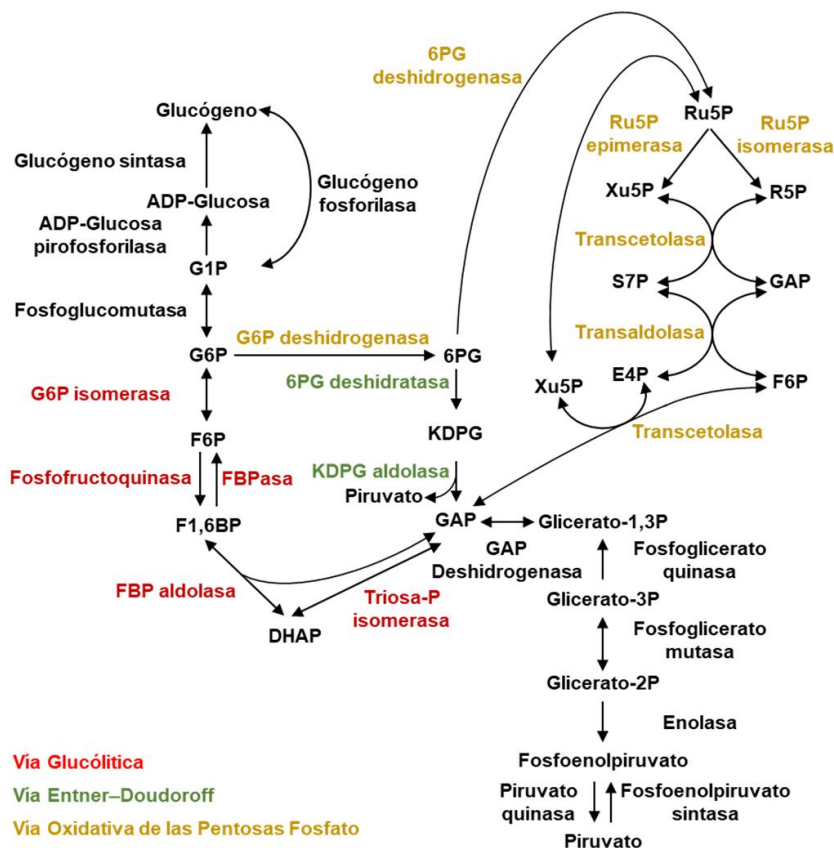 6PG
deshidrogenasa
Glucógeno
Ru5P
Ru5P
epimerasa
Ru5P
isomerasa
Glucógeno sintasa
Glucógeno
fosforilasa
ADP-Glucosa
Xu5P
R5P
ADP-Glucosa
pirofosforilasa
Transcetolasa
G1P
S7P
GAP
Fosfoglucomutasa
G6P deshidrogenasa
Transaldolasa
G6P
6PG
6PG deshidratasa
Xu5P
E4P
F6P
G6P isomerasa
KDPG
Transcetolasa
F6P
Fosfofructoquinasa
FBPasa
KDPG aldolasa
Piruvato
F1,6BP
GAP
Glicerato-1,3P
GAP
Deshidrogenasa
Fosfoglicerato
quinasa
FBP aldolasa
Triosa-P
isomerasa
Glicerato-3P
DHAP
Fosfoglicerato
mutasa
Glicerato-2P
Enolasa
Vía Glucólitica
Fosfoenolpiruvato
Vía Entner–Doudoroff
Piruvato
quinasa
Fosfoenolpiruvato
sintasa
Vía Oxidativa de las Pentosas Fosfato
Piruvato